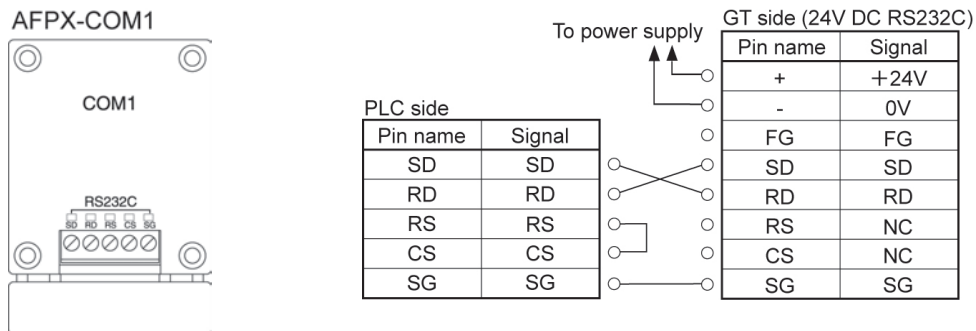 AFPX-COM1
COM1
RS232C
SD RD RS CS SG
To power supply
PLC side
Pin name Signal
SD SD
RD RD
RS RS
CS CS
SG SG
GT side (24V DC RS232C)
Pin name Signal
+ +24V
- 0V
FG FG
SD SD
RD RD
RS NC
CS NC
SG SG